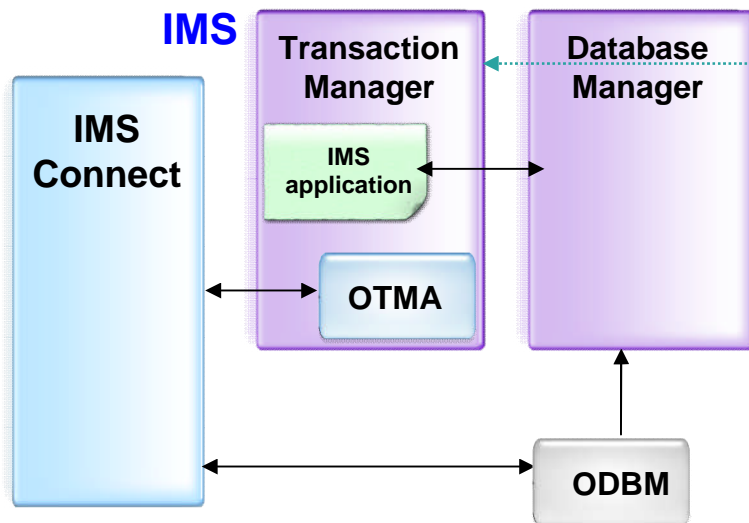 IMS
Transaction
Manager
Database
Manager
IMS
Connect
IMS
application
OTMA
ODBM